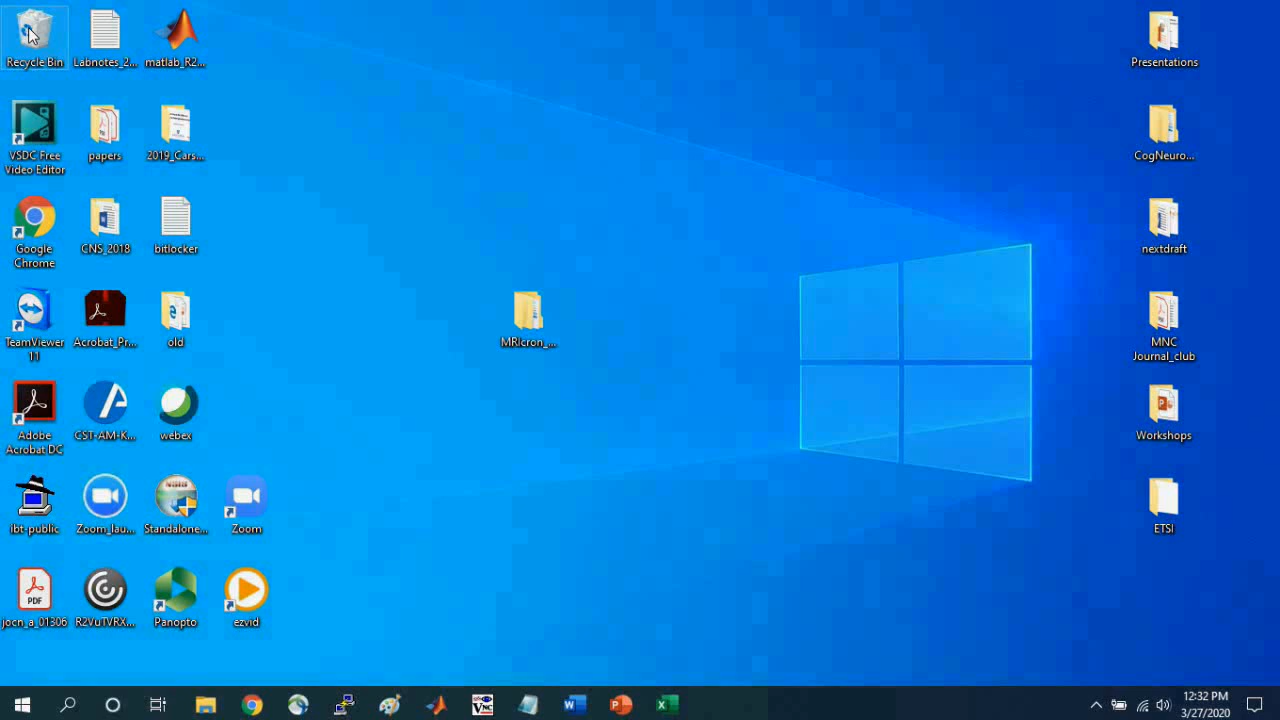 Recycle Bin
Labnotes_2...
matlab_R2...
VSDC Free
Video Editor
papers
2019_Cars...
Google
Chrome
CNS_2018
bitlocker
TeamViewer
11
Acrobat_Pr...
old
Adobe
Acrobat DC
CST-AM-K...
webex
ibt-public
Zoom_lau...
Standalone...
Zoom
PDF
jocn_a_01306
R2VuTVRX...
Panopto
ezvid
MRIcron_...
Presentations
CogNeuro...
nextdraft
MNC
Journal_club
Workshops
ETSI
12:32 PM
3/27/2020